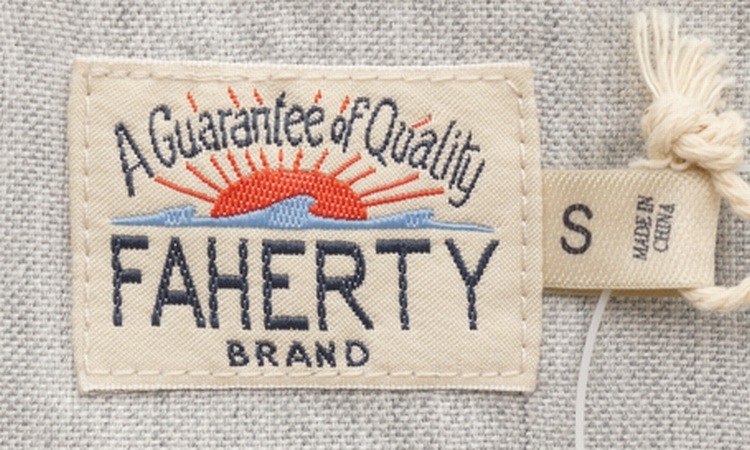 A Guarantee of Quality
FAHERTY
BRAND
S
MADE IN
CHINA